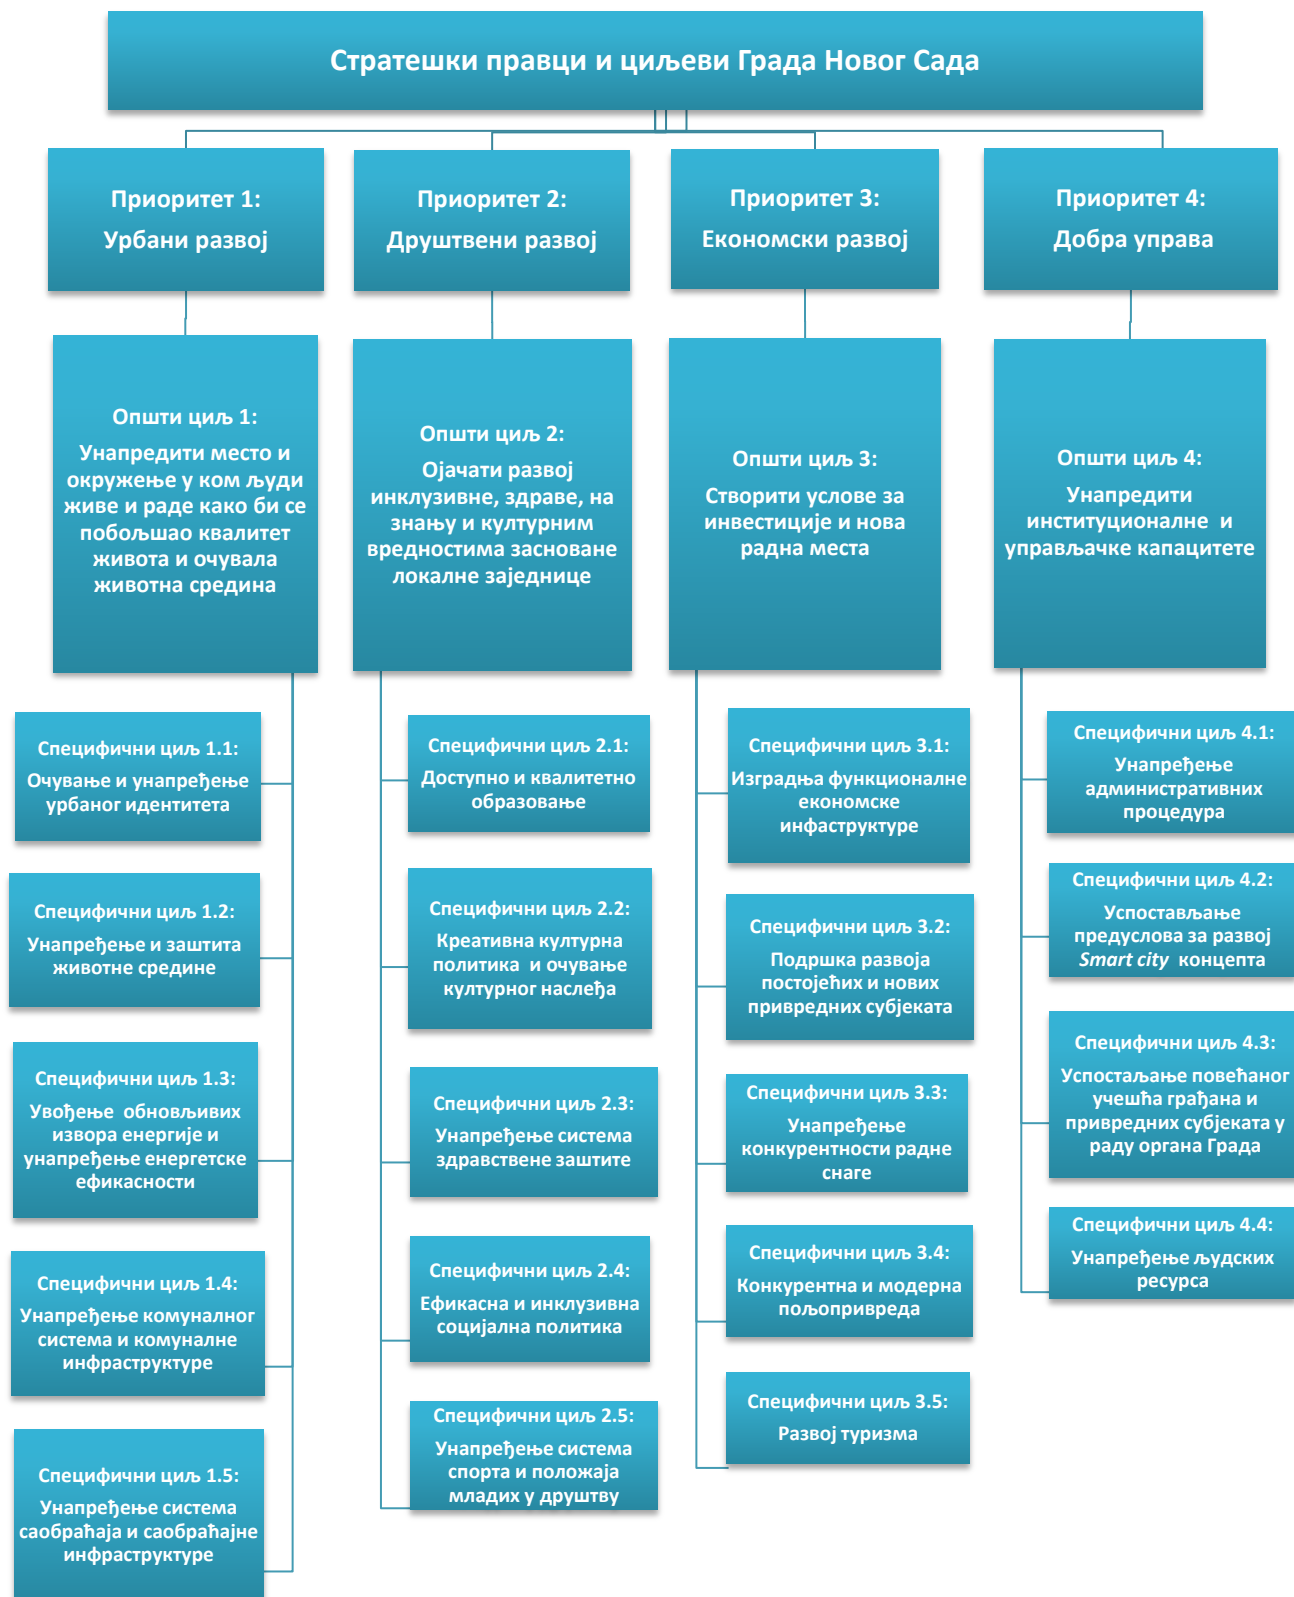 Стратешки правци и циљеви Града Новог Сада
Приоритет 1:
Урбани развој
Приоритет 2:
Друштвени развој
Приоритет 3:
Економски развој
Приоритет 4:
Добра управа
Општи циљ 1:
Унапредити место и
окружење у ком људи
живе и раде како би се
побољшао квалитет
живота и очувала
животна средина
Општи циљ 2:
Ојачати развој
инклузивне, здраве, на
знању и културним
вредностима засноване
локалне заједнице
Општи циљ 3:
Створити услове за
инвестиције и нова
радна места
Општи циљ 4:
Унапредити
институционалне и
управљачке капацитете
Специфични циљ 1.1:
Очување и унапређење
урбаног идентитета
Специфични циљ 1.2:
Унапређење и заштита
животне средине
Специфични циљ 1.3:
Увођење обновљивих
извора енергије и
унапређење енергетске
ефикасности
Специфични циљ 1.4:
Унапређење комуналног
система и комуналне
инфраструктуре
Специфични циљ 1.5:
Унапређење система
саобраћаја и саобраћајне
инфраструктуре
Специфични циљ 2.1:
Доступно и квалитетно
образовање
Специфични циљ 2.2:
Креативна културна
политика и очување
културног наслеђа
Специфични циљ 2.3:
Унапређење система
здравствене заштите
Специфични циљ 2.4:
Ефикасна и инклузивна
социјална политика
Специфични циљ 2.5:
Унапређење система
спорта и положаја
младих у друштву
Специфични циљ 3.1:
Изградња функционалне
економске
инфаструктуре
Специфични циљ 3.2:
Подршка развоја
постојећих и нових
привредних субјеката
Специфични циљ 3.3:
Унапређење
конкурентности радне
снаге
Специфични циљ 3.4:
Конкурентна и модерна
пољопривреда
Специфични циљ 3.5:
Развој туризма
Специфични циљ 4.1:
Унапређење
административних
процедура
Специфични циљ 4.2:
Успостављање
предуслова за развој
Smart city концепта
Специфични циљ 4.3:
Успостаљање повећаног
учешћа грађана и
привредних субјеката у
раду органа Града
Специфични циљ 4.4:
Унапређење људских
ресурса